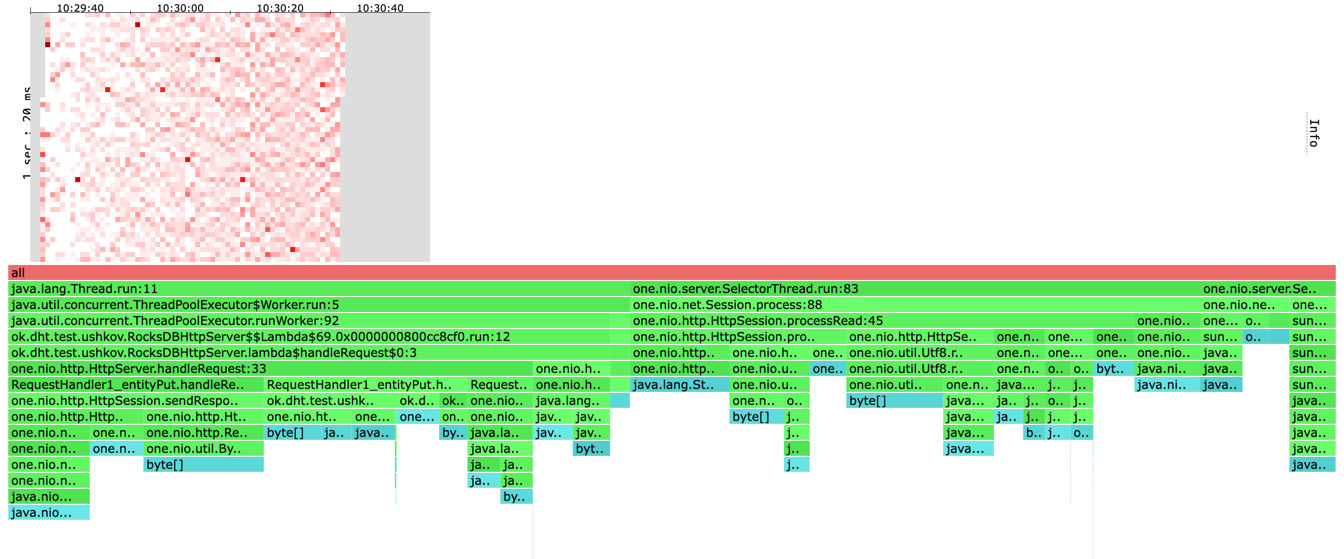 10:29:40 10:30:00 10:30:20 10:30:40
1 sec : 20 ms
Info
all
java.lang.Thread.run:11 one.nio.server.SelectorThread.run:83 one.nio.server.Se..
java.util.concurrent.ThreadPoolExecutor$Worker.run:5 one.nio.net.Session.process:88 one.nio.ne.. one...
java.util.concurrent.ThreadPoolExecutor.runWorker:92 one.nio.http.HttpSession.processRead:45 one.nio.. one... o.. sun...
ok.dht.test.ushkov.RocksDBHttpServer$$Lambda$69.0x0000000800cc8cf0.run:12 one.nio.http.HttpSession.pro.. one.nio.http.HttpSe.. one.n.. one... one.. one.nio.. sun... o.. sun...
ok.dht.test.ushkov.RocksDBHttpServer.lambda$handleRequest$0:3 one.nio.http.. one.nio.h.. one... one.nio.util.Utf8.r.. one.n.. one... one.. java.ni.. java.. sun...
one.nio.http.HttpServer.handleRequest:33 one.nio.h.. one.nio.http.. one.nio.u.. one... one.nio.util.Utf8.r.. one.nio.. o.. j.. byt.. java.ni.. java.. sun...
RequestHandler1_entityPut.handleRe.. RequestHandler1_entityPut.h.. Request.. one.nio.h.. java.lang.St.. one.nio.u.. one.nio.uti.. one.n.. java... o.. j.. java.ni.. java.. sun...
one.nio.http.HttpSession.sendRespo.. ok.dht.test.ushk.. ok.d.. ok.. one.nio.. java.lang.. one.n.. o.. byte[] java... ja.. j.. o.. java..
one.nio.http.Http.. one.nio.http.Ht.. one.nio.ht.. one... one... on.. one.nio.. jav.. jav.. byte[] j.. java... ja.. j.. j.. java..
one.nio.n.. one.n.. one.nio.http.Re.. byte[] ja.. java.. by.. java.la.. jav.. jav.. j.. java... b.. j.. o.. java..
one.nio.n.. one.n.. one.nio.util.By.. java.la.. byt.. j.. java... java..
one.nio.n.. byte[] ja.. ja.. j.. java..
one.nio.n.. ja.. ja..
java.nio... by..
java.nio...